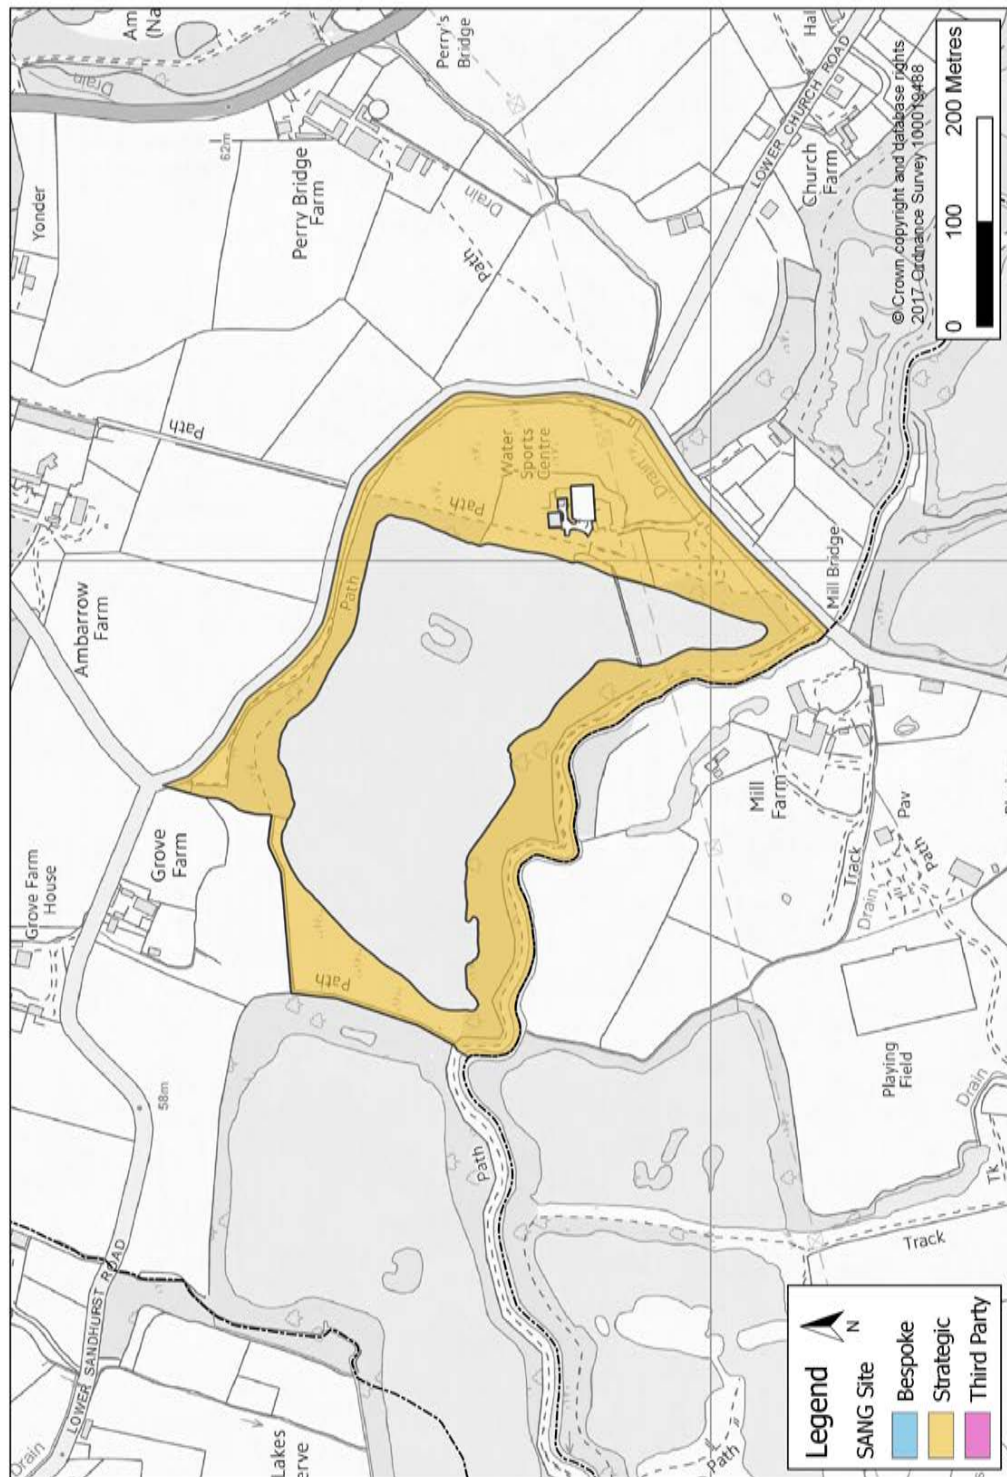 Drain
LOWER SANDHURST ROAD
58m
Grove Farm
House
Grove
Farm
Ambarrow
Farm
Path
Yonder
62m
Perry Bridge
Farm
Drain
Am
(Na
Perry's
Bridge
Drain
Path
Path
Path
Path
Water
Sports
Centre
Drain
LOWER CHURCH ROAD
Hal
Church
Farm
Mill Bridge
Mill
Farm
Pav
Path
Track
Drain
Playing
Field
Drain
Tk
Track
Path
Path
Lakes
erve
Legend
N
SANG Site
Bespoke
Strategic
Third Party
© Crown copyright and database rights
2017 Ordnance Survey 100019488
0 100 200 Metres